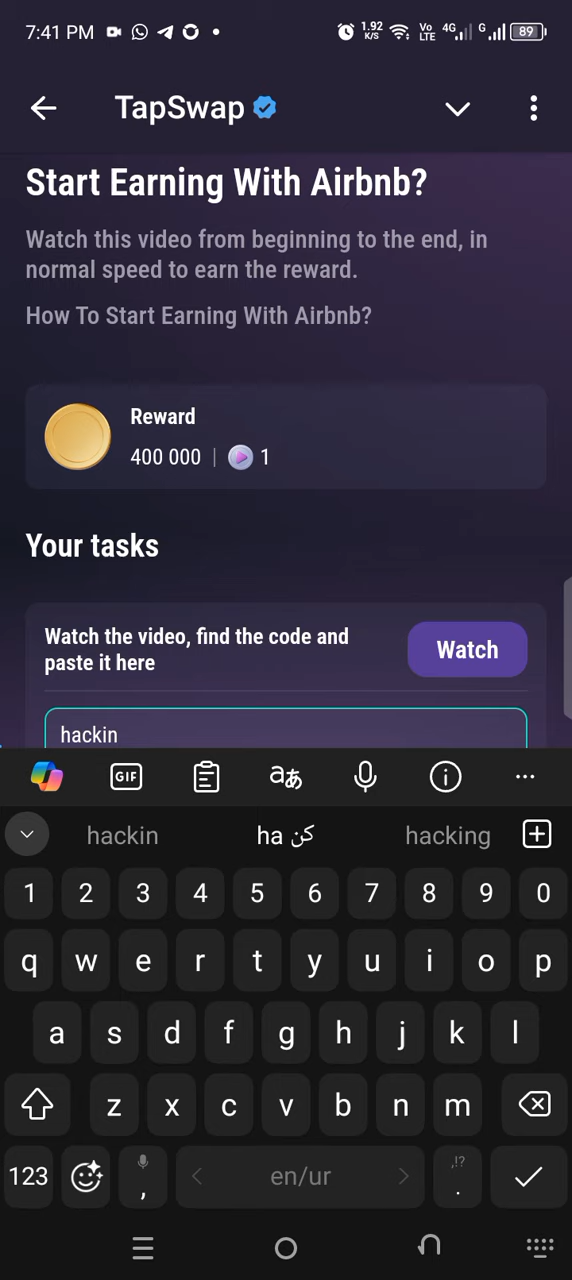 7:41 PM
1.92 K/S
Vo LTE
4G
G
89
TapSwap
Start Earning With Airbnb?
Watch this video from beginning to the end, in
normal speed to earn the reward.
How To Start Earning With Airbnb?
Reward
400 000 | 1
Your tasks
Watch the video, find the code and
paste it here
Watch
hackin
GIF
aあ
hackin
ha کن
hacking
1 2 3 4 5 6 7 8 9 0
q w e r t y u i o p
a s d f g h j k l
z x c v b n m
123
,
en/ur
,!?
.